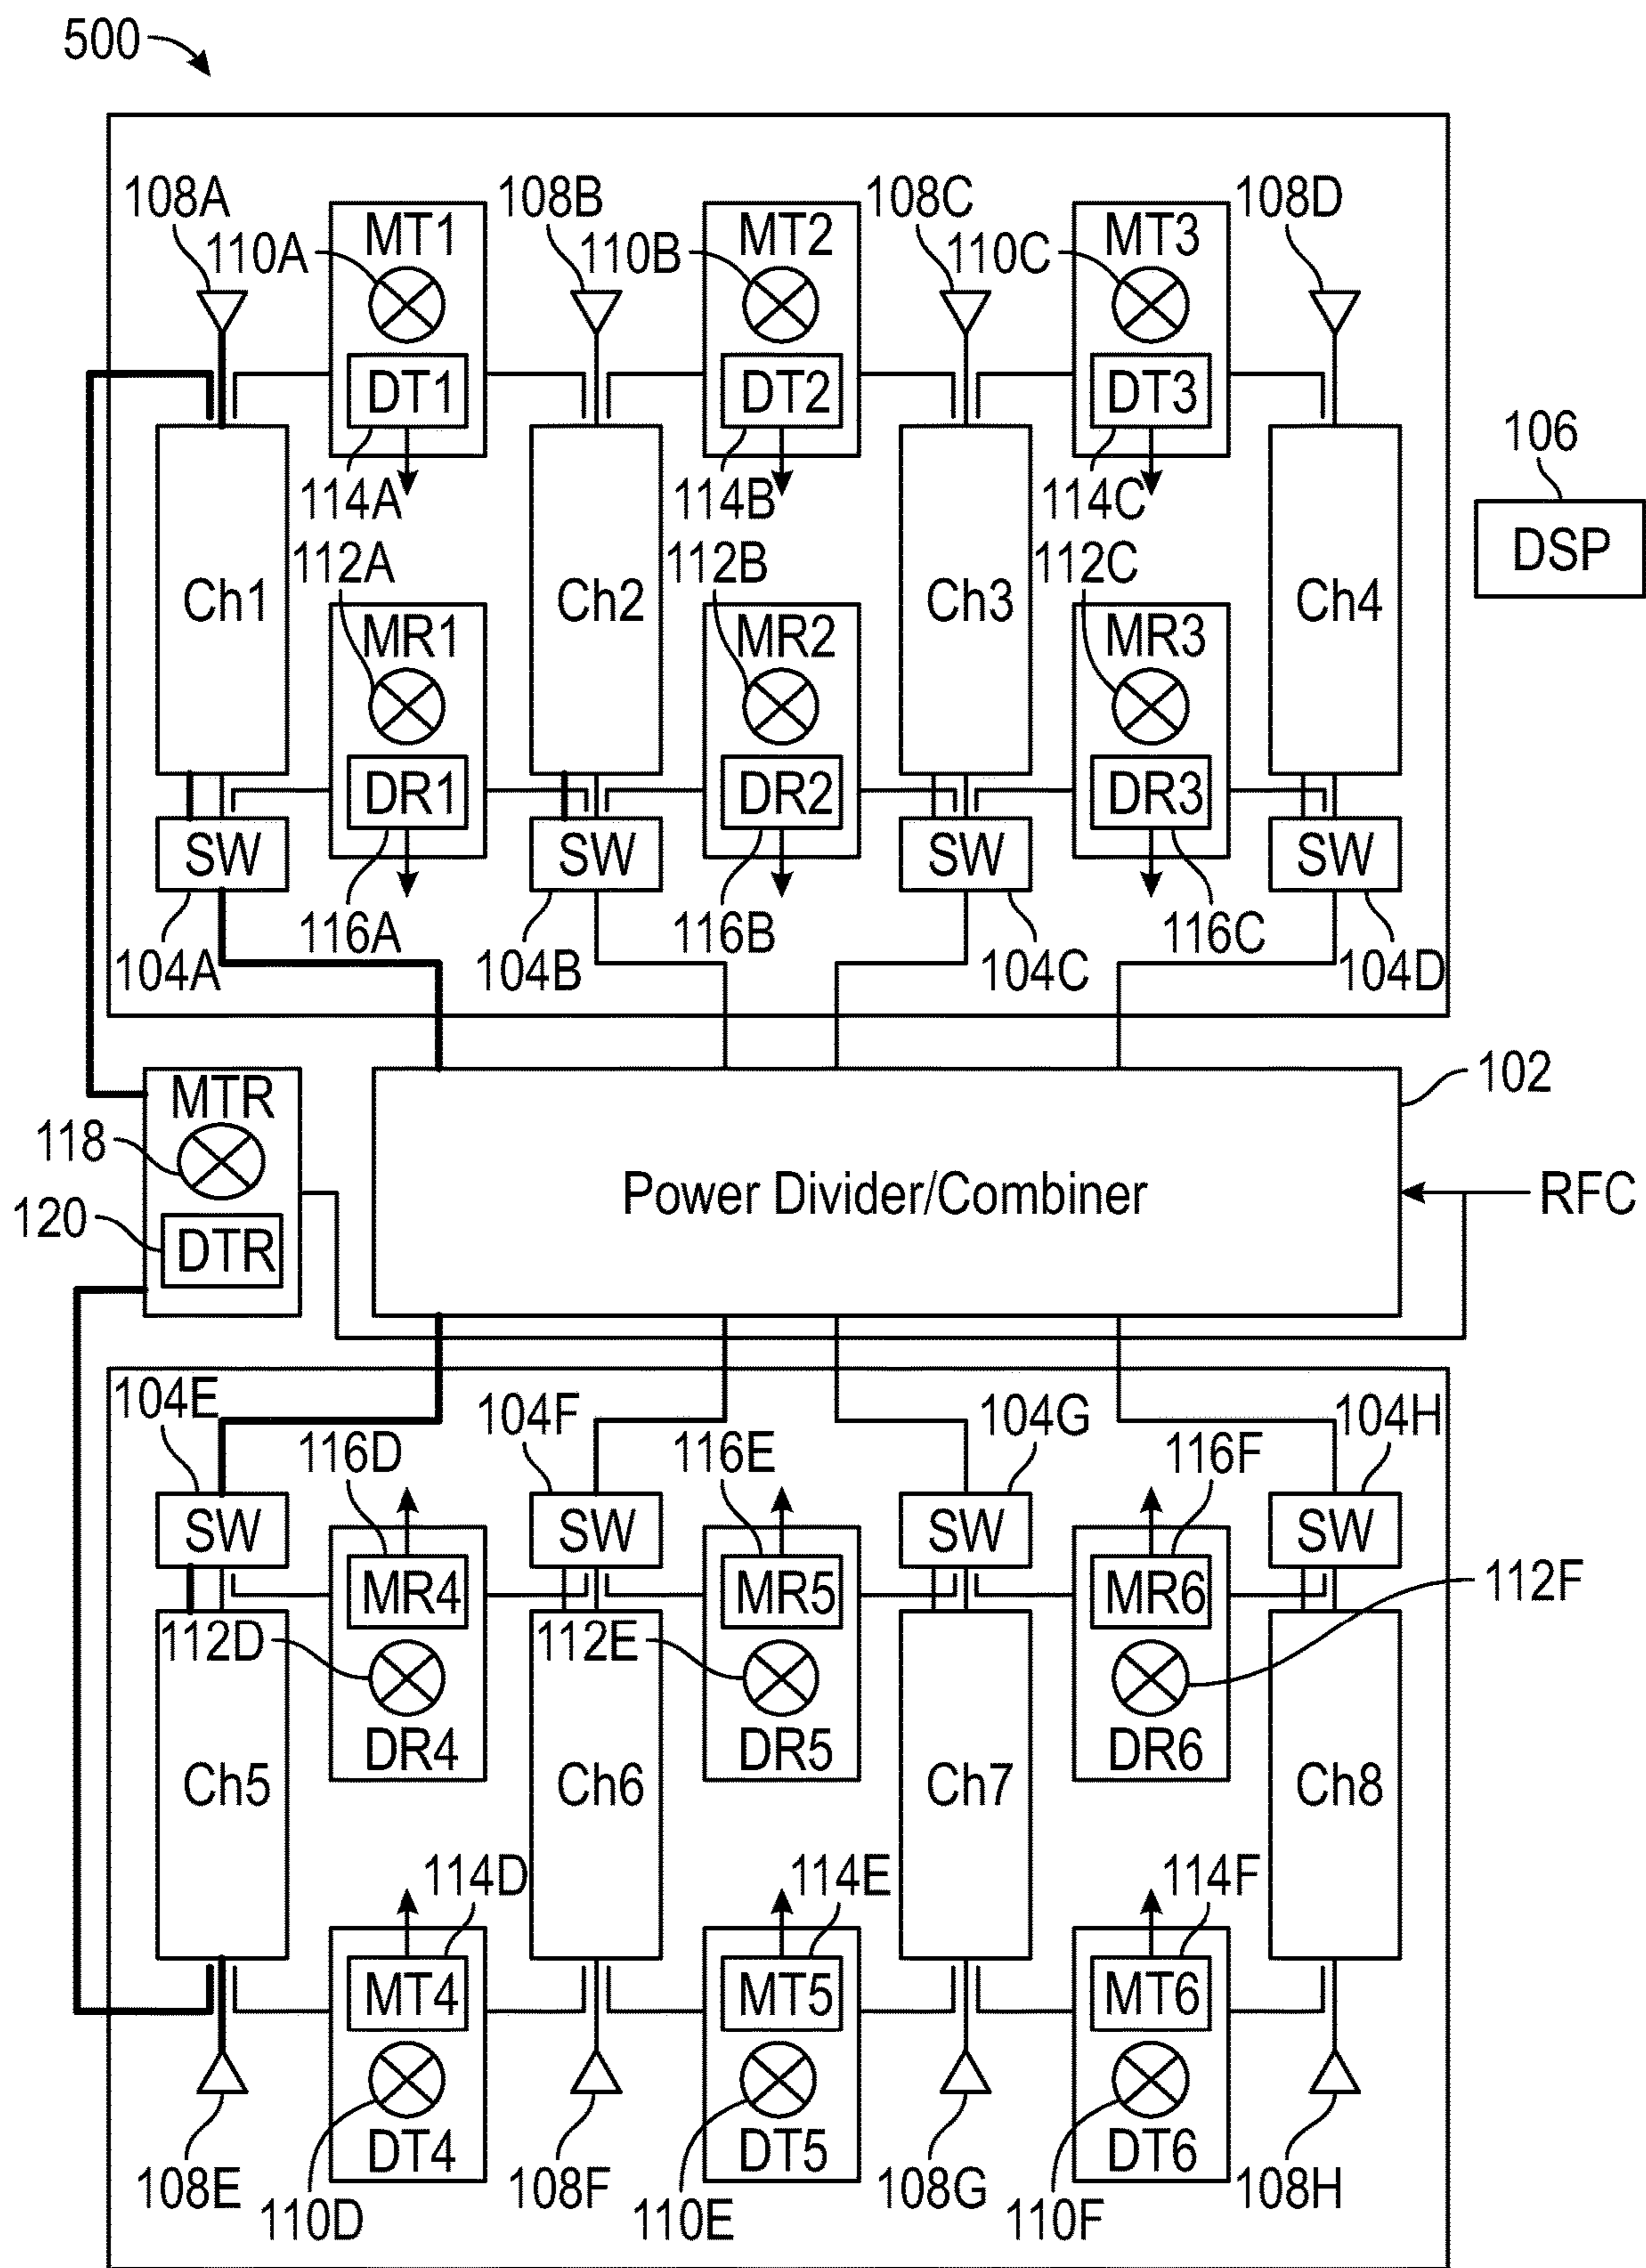 500
108A 108B 108C 108D
MT1 MT2 MT3
110A 110B 110C
DT1 DT2 DT3
114A 114B 114C
106
DSP
112A 112B 112C
Ch1 Ch2 Ch3 Ch4
MR1 MR2 MR3
DR1 DR2 DR3
SW SW SW SW
116A 116B 116C
104A 104B 104C 104D
102
MTR
118
Power Divider/Combiner
RFC
120
DTR
104E 104F 104G 104H
116D 116E 116F
SW SW SW SW
MR4 MR5 MR6
112F
112D 112E
DR4 DR5 DR6
Ch5 Ch6 Ch7 Ch8
114D 114E 114F
MT4 MT5 MT6
DT4 DT5 DT6
108E 108F 108G 108H
110D 110E 110F